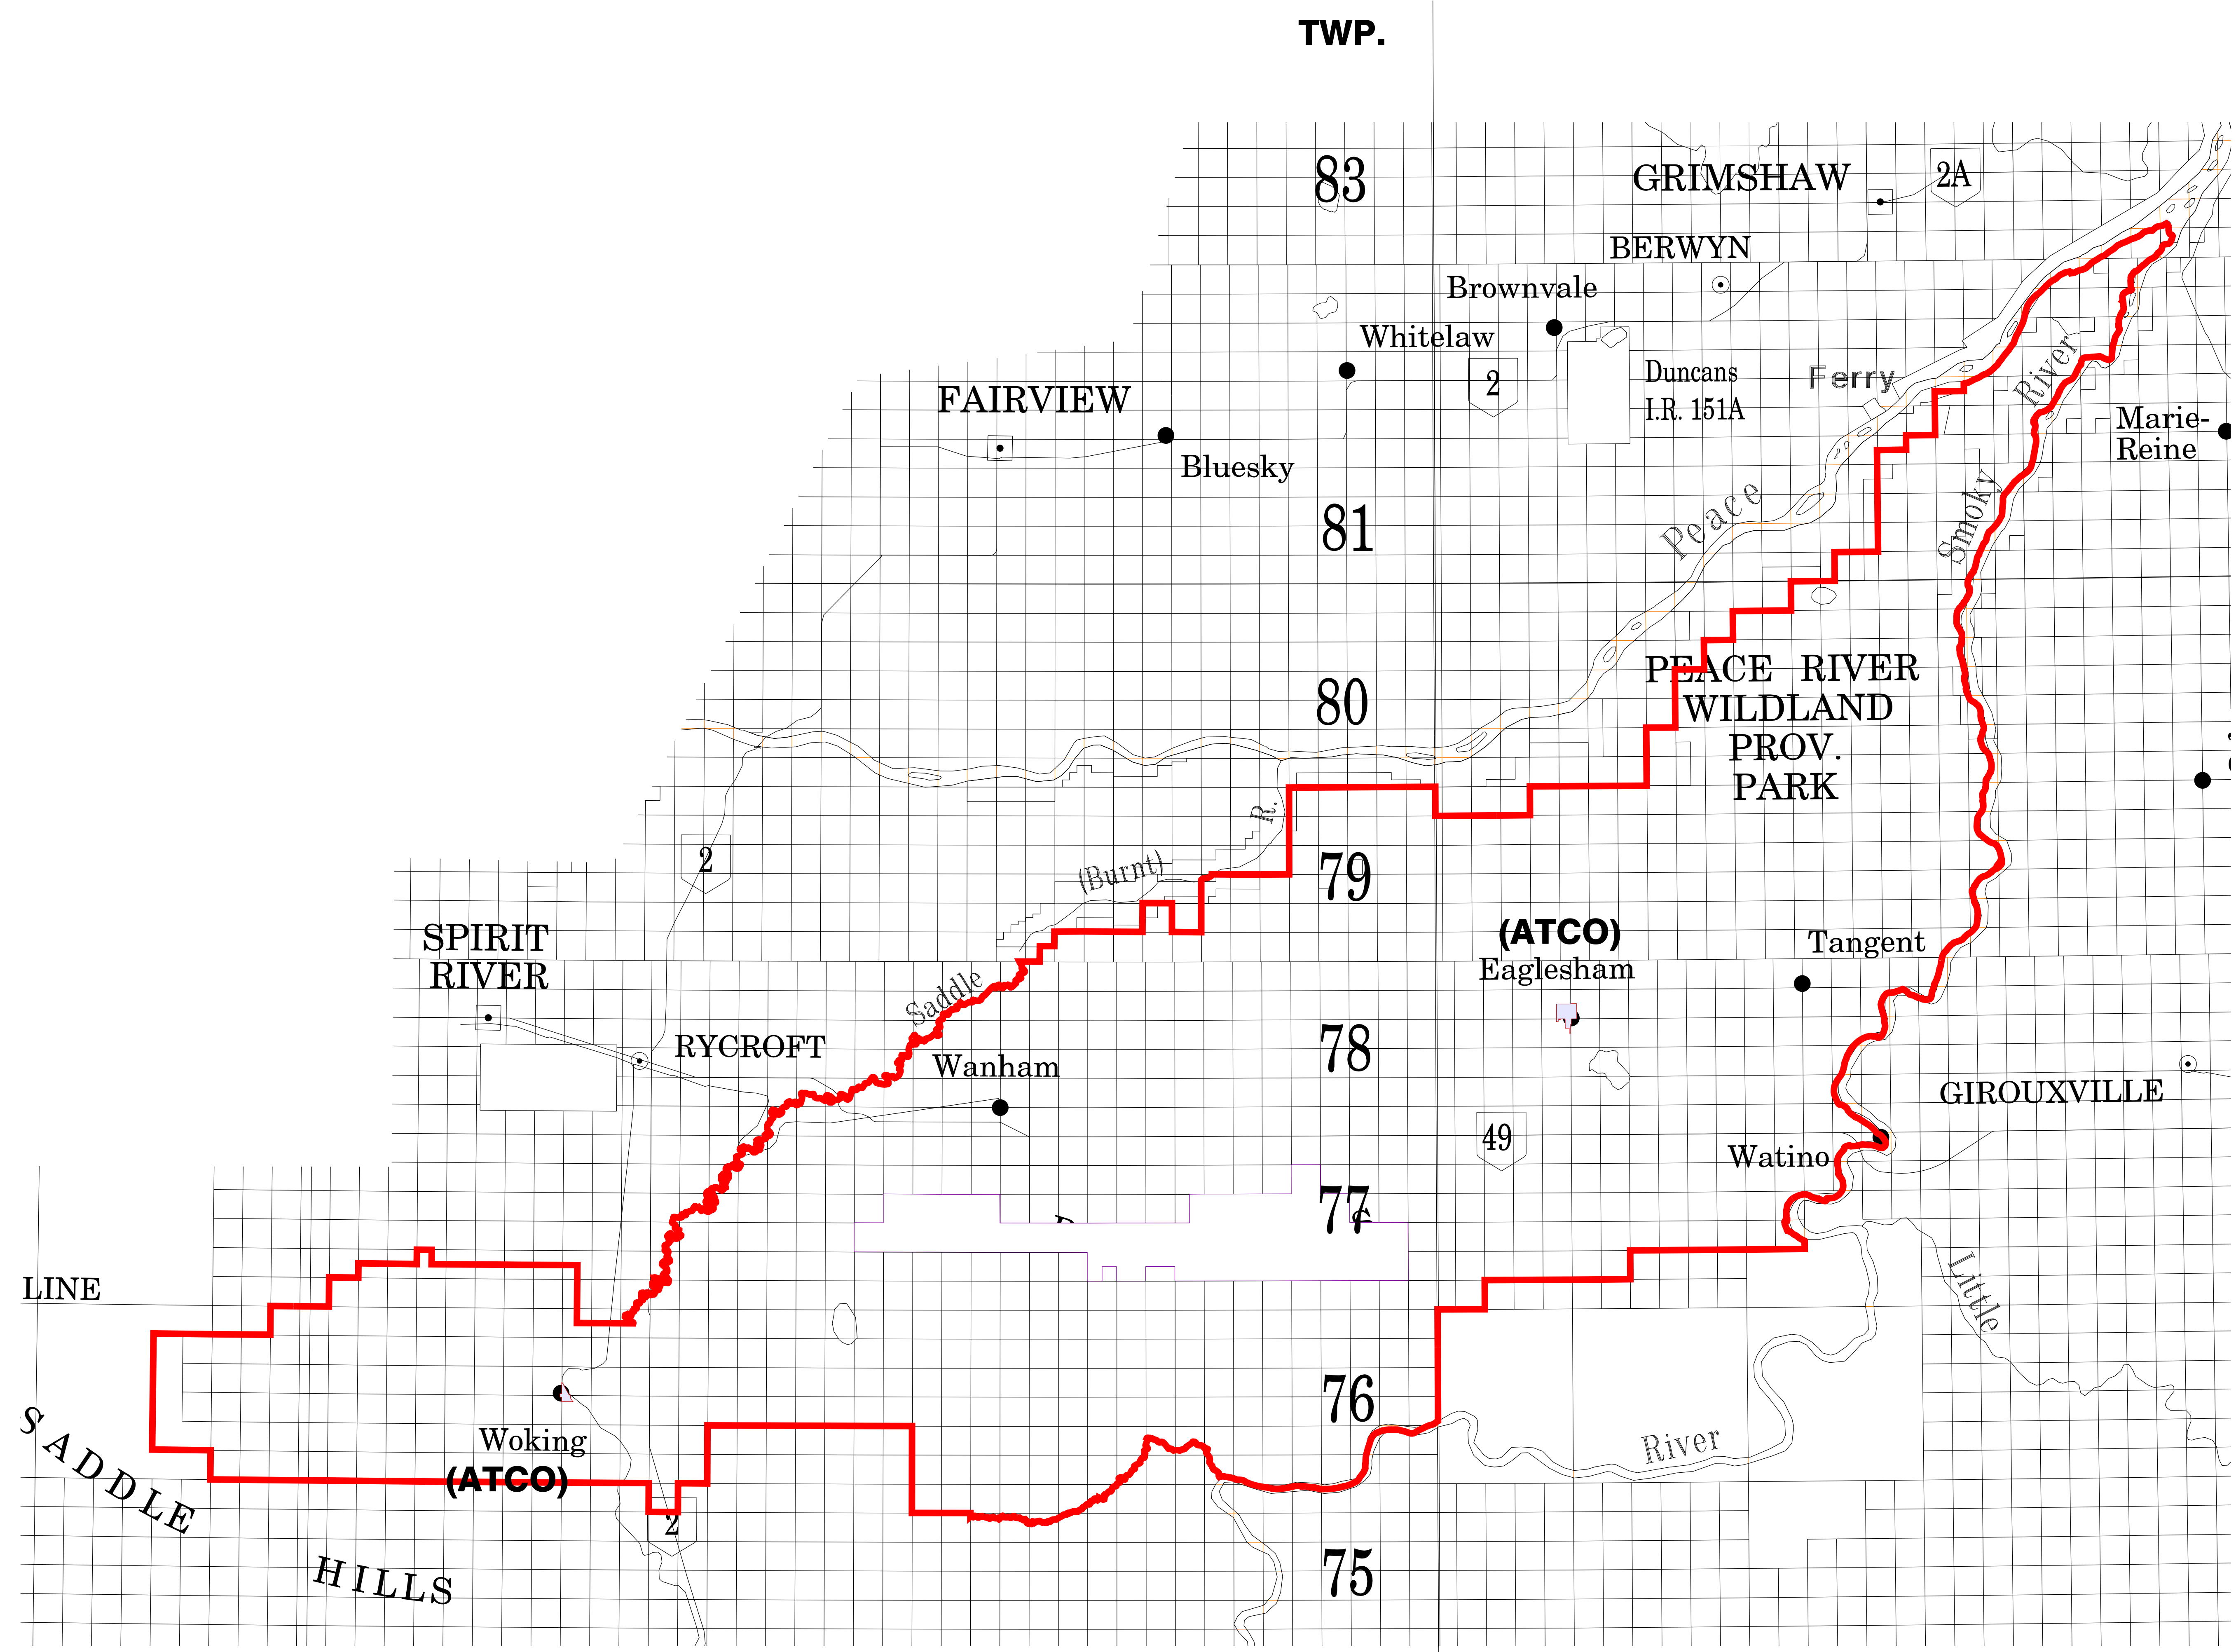 TWP.
83
GRIMSHAW
2A
BERWYN
Brownvale
Whitelaw
2
Duncans
I.R. 151A
Ferry
River
FAIRVIEW
Bluesky
Marie-
Reine
81
Peace
Smoky
80
PEACE RIVER
WILDLAND
PROV.
PARK
R.
2
(Burnt)
79
SPIRIT
RIVER
(ATCO)
Eaglesham
Tangent
Saddle
RYCROFT
Wanham
78
GIROUXVILLE
49
Watino
77
LINE
Little
76
SADDLE
Woking
(ATCO)
River
2
HILLS
75